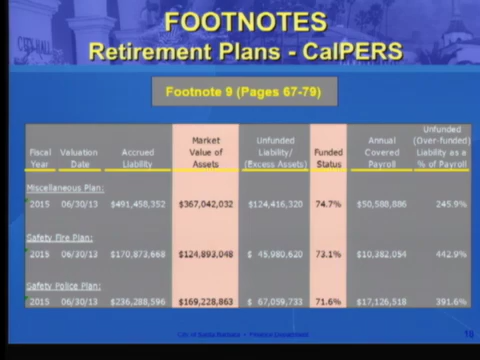 CITY HALL
FOOTNOTES
Retirement Plans - CalPERS
Footnote 9 (Pages 67-79)
Fiscal Year Valuation Date Accrued Liability Market Value of Assets Unfunded Liability/ (Excess Assets) Funded Status Annual Covered Payroll Unfunded (Over-funded) Liability as a % of Payroll
Miscellaneous Plan:
2015 06/30/13 $491,458,352 $367,042,032 $124,416,320 74.7% $50,588,886 245.9%
Safety Fire Plan:
2015 06/30/13 $170,873,668 $124,893,048 $ 45,980,620 73.1% $10,382,054 442.9%
Safety Police Plan:
2015 06/30/13 $236,288,596 $169,228,863 $ 67,059,733 71.6% $17,126,518 391.6%
City of Santa Barbara • Finance Department